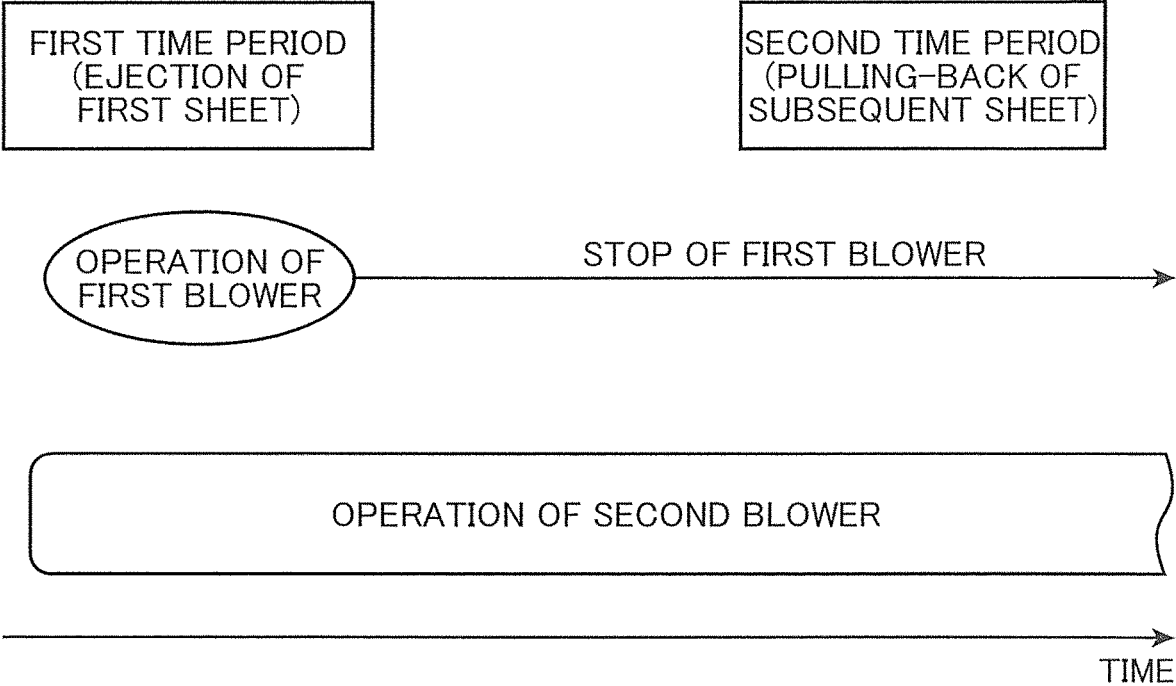 FIRST TIME PERIOD
(EJECTION OF
FIRST SHEET)
SECOND TIME PERIOD
(PULLING-BACK OF
SUBSEQUENT SHEET)
OPERATION OF
FIRST BLOWER
STOP OF FIRST BLOWER
OPERATION OF SECOND BLOWER
TIME